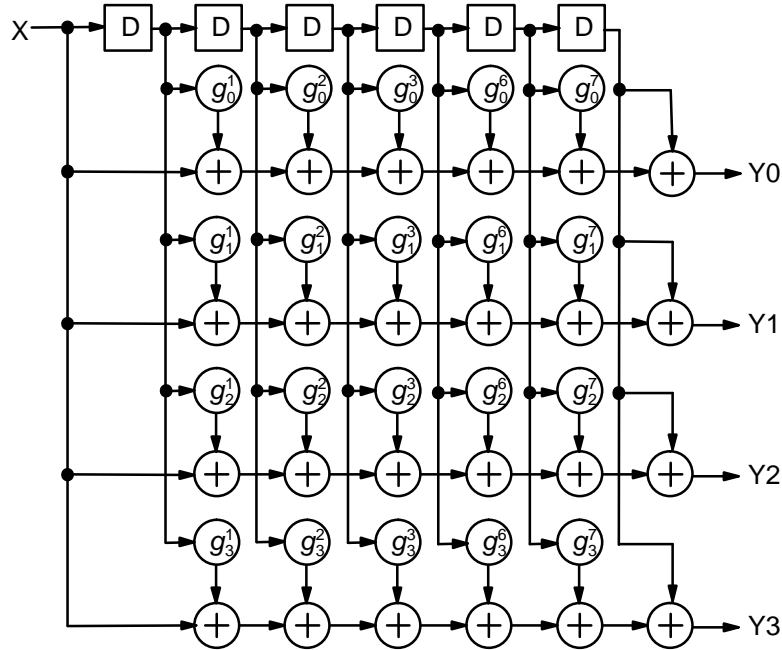 X D D D D D D
g₀¹ g₀² g₀³ g₀⁶ g₀⁷
+ + + + + + Y0
g₁¹ g₁² g₁³ g₁⁶ g₁⁷
+ + + + + + Y1
g₂¹ g₂² g₂³ g₂⁶ g₂⁷
+ + + + + + Y2
g₃¹ g₃² g₃³ g₃⁶ g₃⁷
+ + + + + + Y3